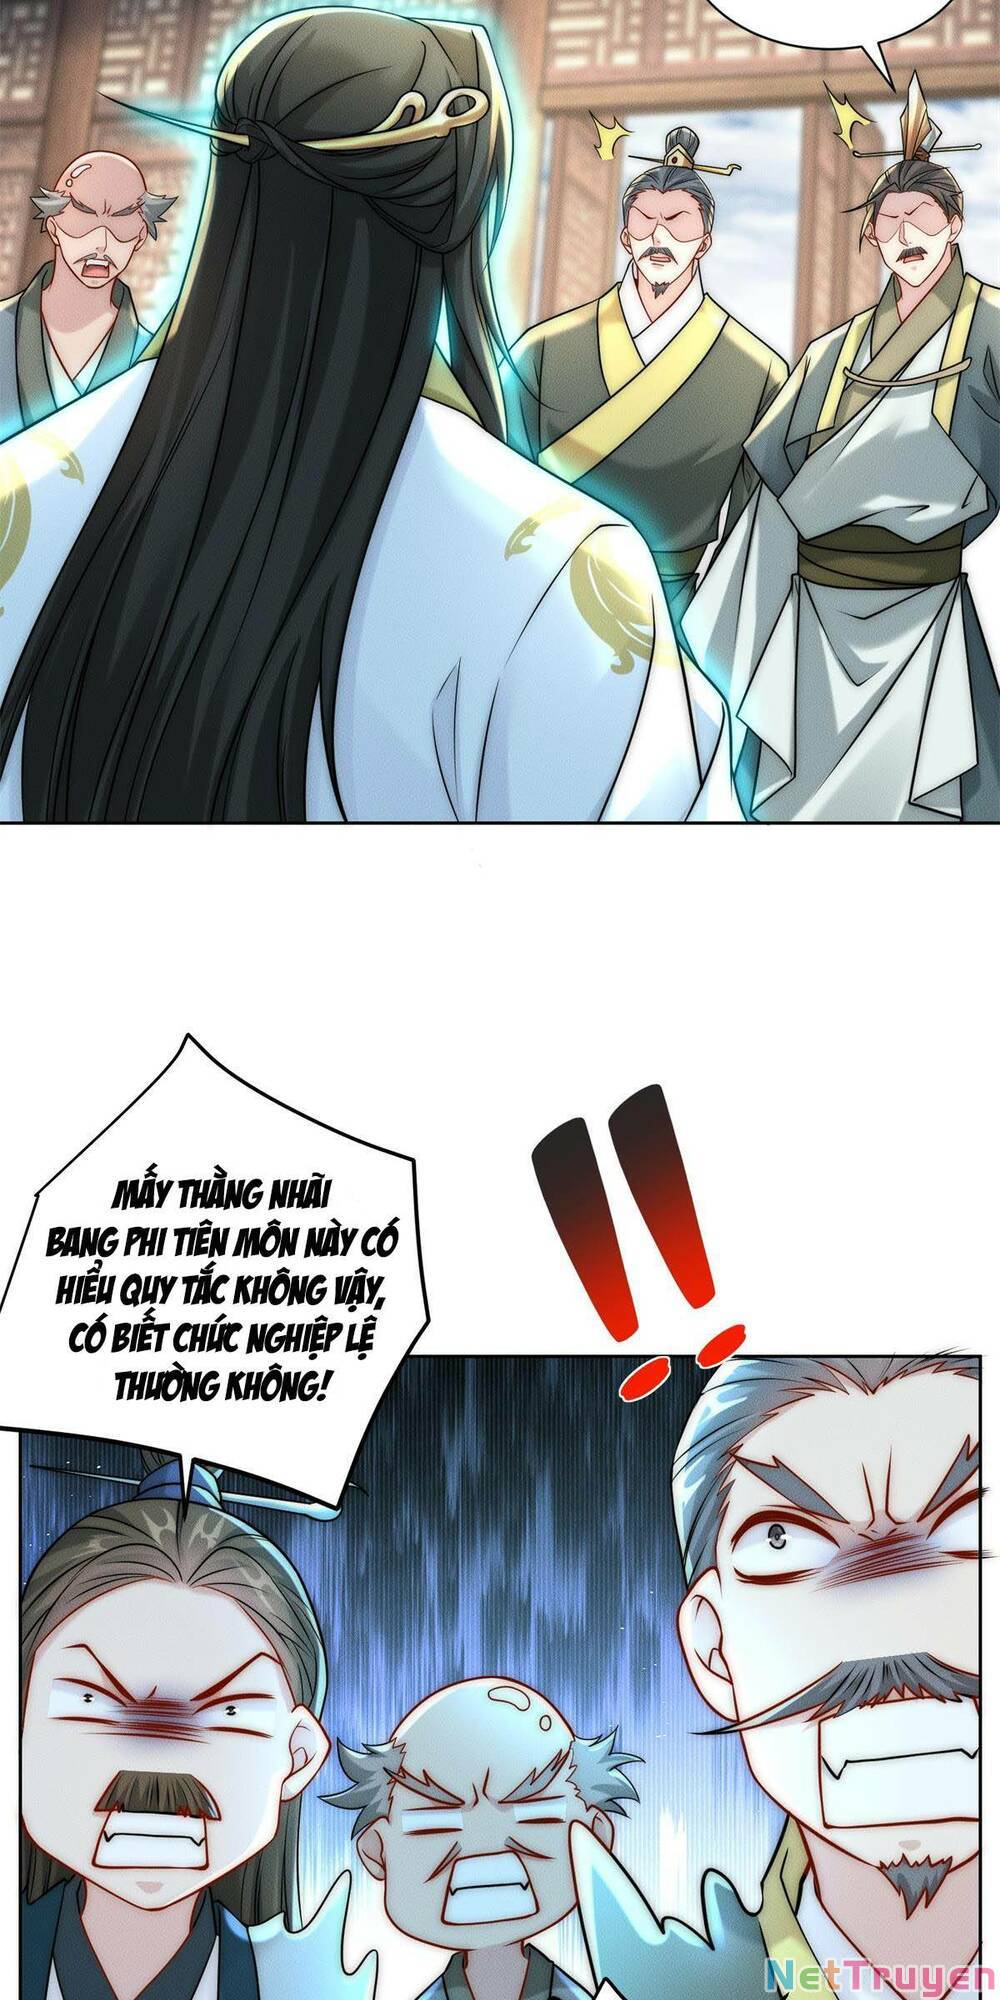 MẤY THẰNG NHÃI
BANG PHI TIÊN MÔN NÀY CÓ
HIỂU QUY TẮC KHÔNG VẬY,
CÓ BIẾT CHỨC NGHIỆP LỆ
THƯỜNG KHÔNG!
NetTruyen